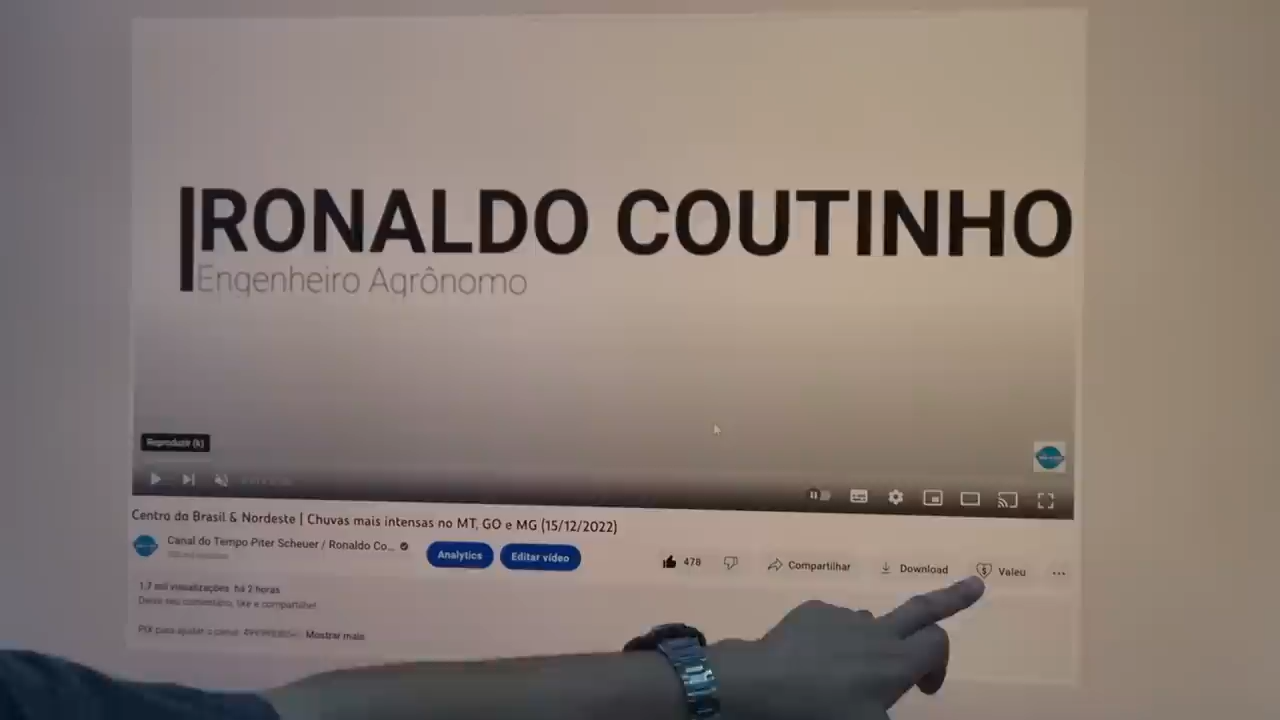 RONALDO COUTINHO
Engenheiro Agrônomo
Reproduzir (k)
Centro do Brasil & Nordeste | Chuvas mais intensas no MT, GO e MG (15/12/2022)
Canal do Tempo Piter Scheuer / Ronaldo Co...
Analytics
Editar vídeo
478
Compartilhar
Download
Valeu
1,7 mil visualizações há 2 horas
Deixe seu comentário, like e compartilhe!
PIX para ajudar o canal: Mostrar mais